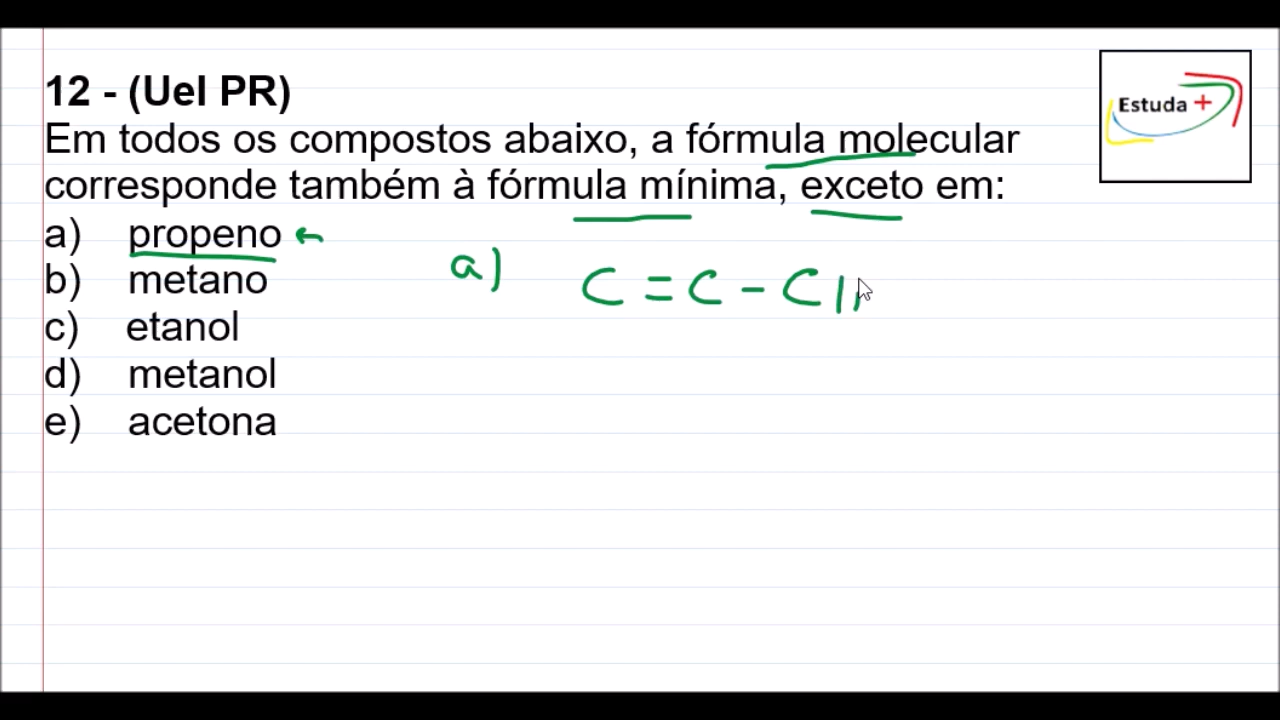 12 - (Uel PR)
Em todos os compostos abaixo, a fórmula molecular
corresponde também à fórmula mínima, exceto em:
a) propeno
b) metano
c) etanol
d) metanol
e) acetona
a) C = C - C
Estuda +